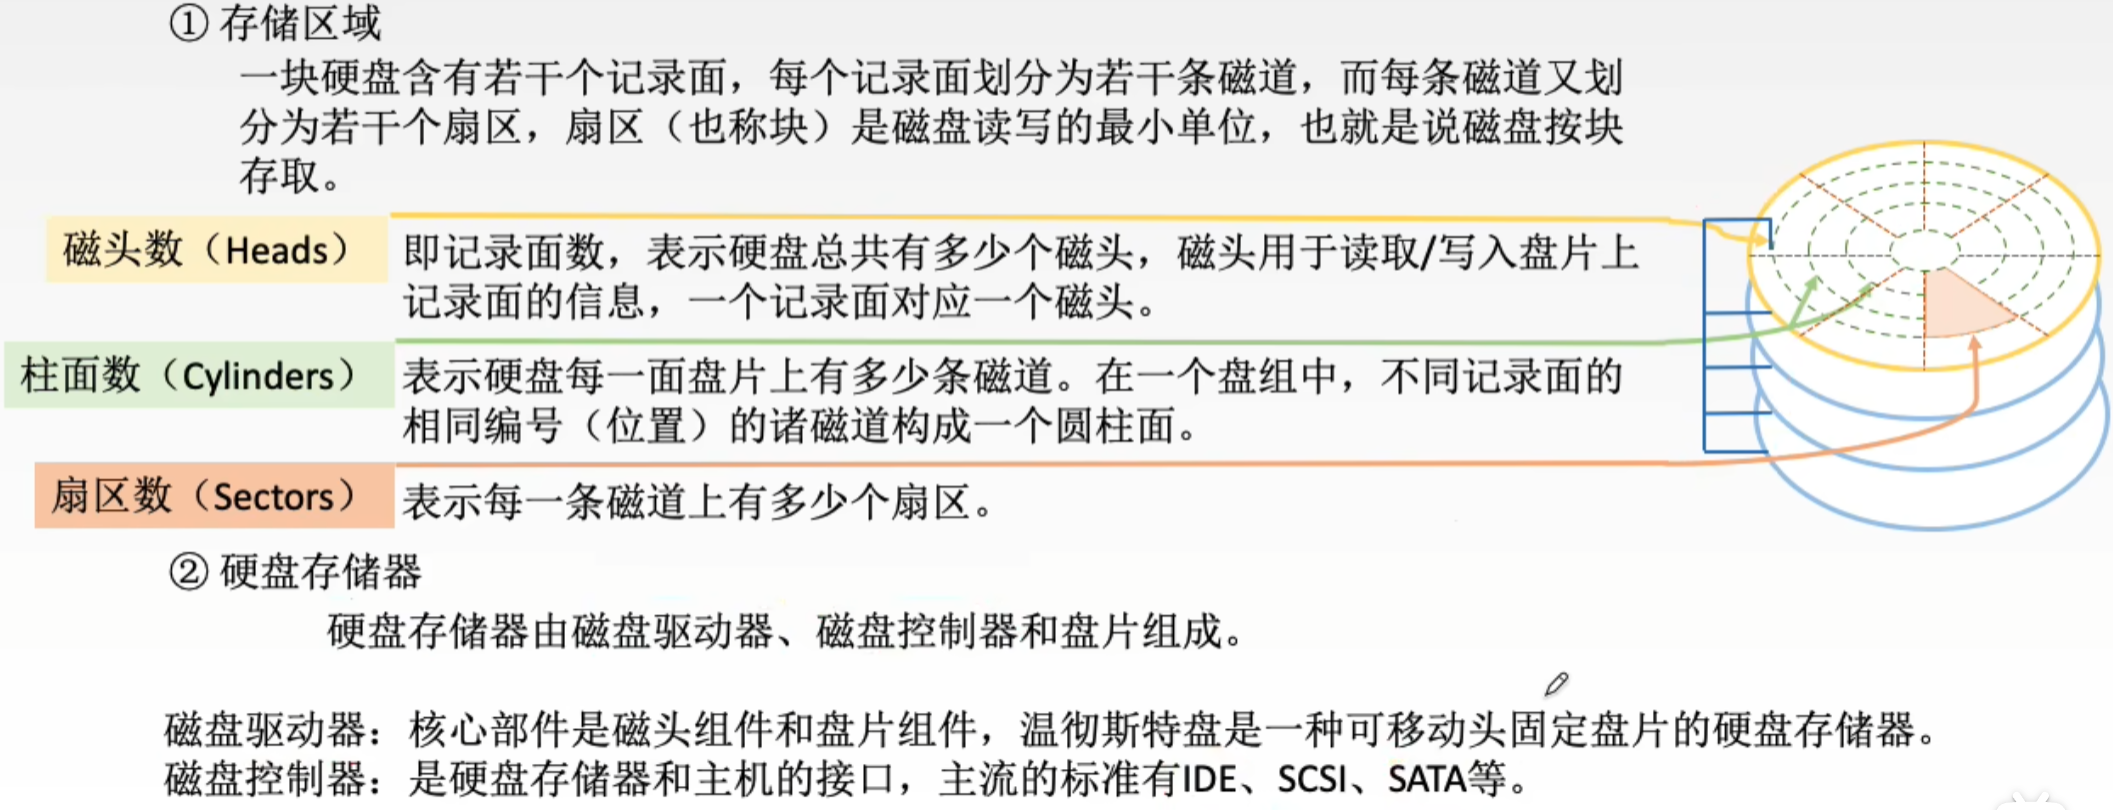 ① 存储区域
一块硬盘含有若干个记录面，每个记录面划分为若干条磁道，而每条磁道又划
分为若干个扇区，扇区（也称块）是磁盘读写的最小单位，也就是说磁盘按块
存取。
磁头数（Heads）
即记录面数，表示硬盘总共有多少个磁头，磁头用于读取/写入盘片上
记录面的信息，一个记录面对应一个磁头。
柱面数（Cylinders）
表示硬盘每一面盘片上有多少条磁道。在一个盘组中，不同记录面的
相同编号（位置）的诸磁道构成一个圆柱面。
扇区数（Sectors）
表示每一条磁道上有多少个扇区。
② 硬盘存储器
硬盘存储器由磁盘驱动器、磁盘控制器和盘片组成。
磁盘驱动器：核心部件是磁头组件和盘片组件，温彻斯特盘是一种可移动头固定盘片的硬盘存储器。
磁盘控制器：是硬盘存储器和主机的接口，主流的标准有IDE、SCSI、SATA等。